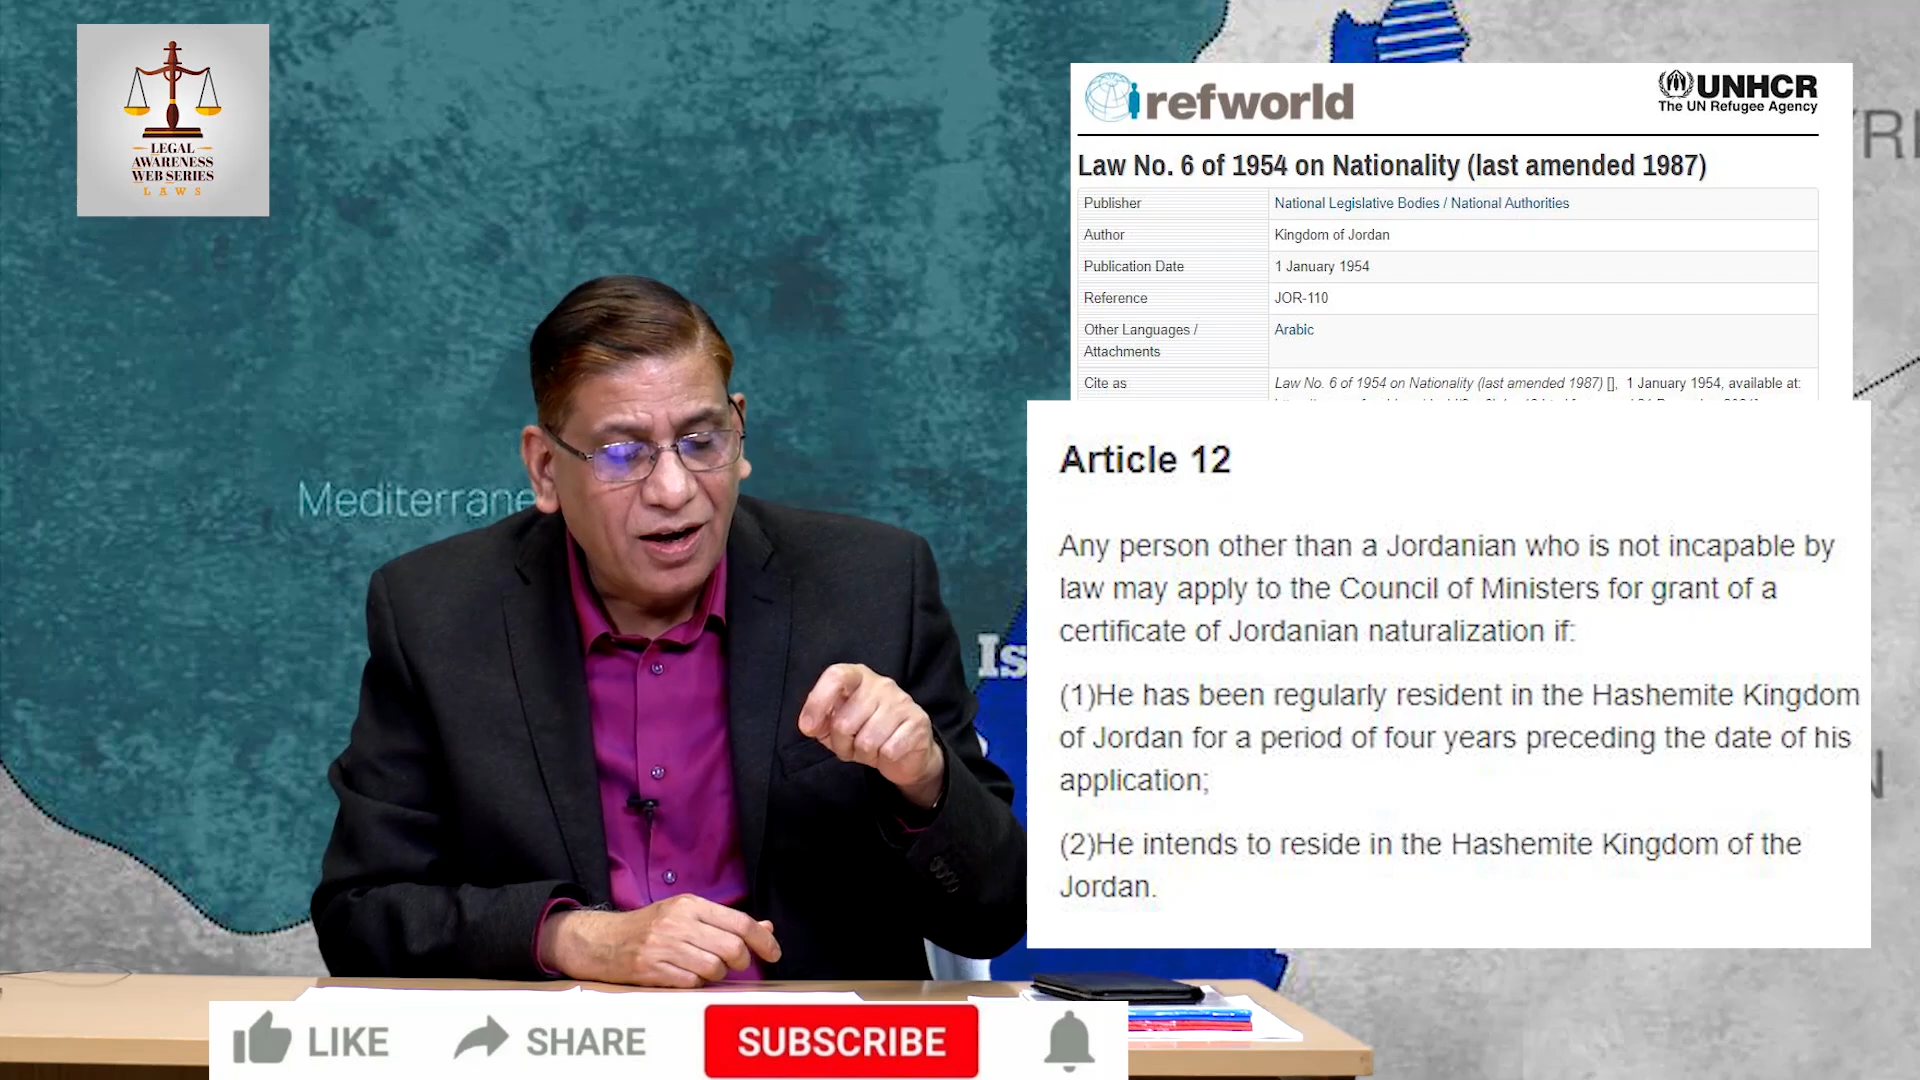 LEGAL
AWARENESS
WEB SERIES
LAWS
refworld
UNHCR
The UN Refugee Agency
Law No. 6 of 1954 on Nationality (last amended 1987)
Publisher National Legislative Bodies / National Authorities
Author Kingdom of Jordan
Publication Date 1 January 1954
Reference JOR-110
Other Languages / Arabic
Attachments
Cite as Law No. 6 of 1954 on Nationality (last amended 1987) [], 1 January 1954, available at:
Article 12
Any person other than a Jordanian who is not incapable by
law may apply to the Council of Ministers for grant of a
certificate of Jordanian naturalization if:
(1)He has been regularly resident in the Hashemite Kingdom
of Jordan for a period of four years preceding the date of his
application;
(2)He intends to reside in the Hashemite Kingdom of the
Jordan.
Mediterrane
Is
LIKE
SHARE
SUBSCRIBE